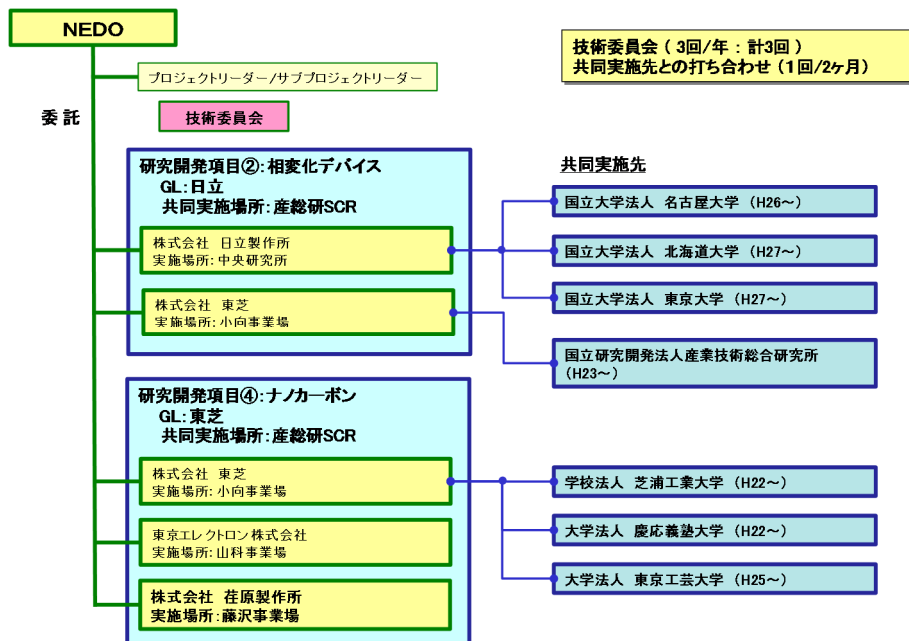 NEDO
技術委員会 ( 3回/年 : 計3回 )
共同実施先との打ち合わせ (1回/2ヶ月)
プロジェクトリーダー/サブプロジェクトリーダー
委託
技術委員会
研究開発項目②:相変化デバイス
GL:日立
共同実施場所:産総研SCR
株式会社 日立製作所
実施場所:中央研究所
株式会社 東芝
実施場所:小向事業場
共同実施先
国立大学法人 名古屋大学 (H26～)
国立大学法人 北海道大学 (H27～)
国立大学法人 東京大学 (H27～)
国立研究開発法人産業技術総合研究所
(H23～)
研究開発項目④:ナノカーボン
GL:東芝
共同実施場所:産総研SCR
株式会社 東芝
実施場所:小向事業場
東京エレクトロン株式会社
実施場所:山科事業場
株式会社 荏原製作所
実施場所:藤沢事業場
学校法人 芝浦工業大学 (H22～)
大学法人 慶応義塾大学 (H22～)
大学法人 東京工芸大学 (H25～)